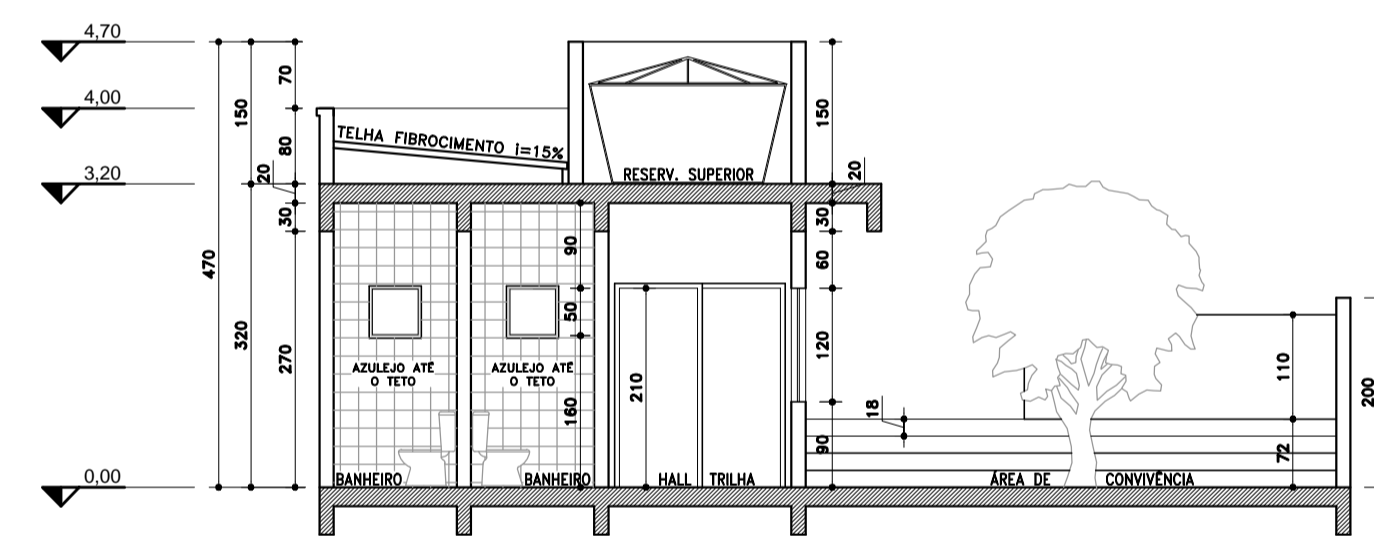 4,70
4,00
3,20
0,00
470
150
320
70
80
20
30
270
TELHA FIBROCIMENTO i=15%
RESERV. SUPERIOR
150
20
30
60
120
90
90
50
160
210
AZULEJO ATÉ
O TETO
AZULEJO ATÉ
O TETO
BANHEIRO
BANHEIRO
HALL
TRILHA
18
ÁREA DE CONVIVÊNCIA
110
72
200